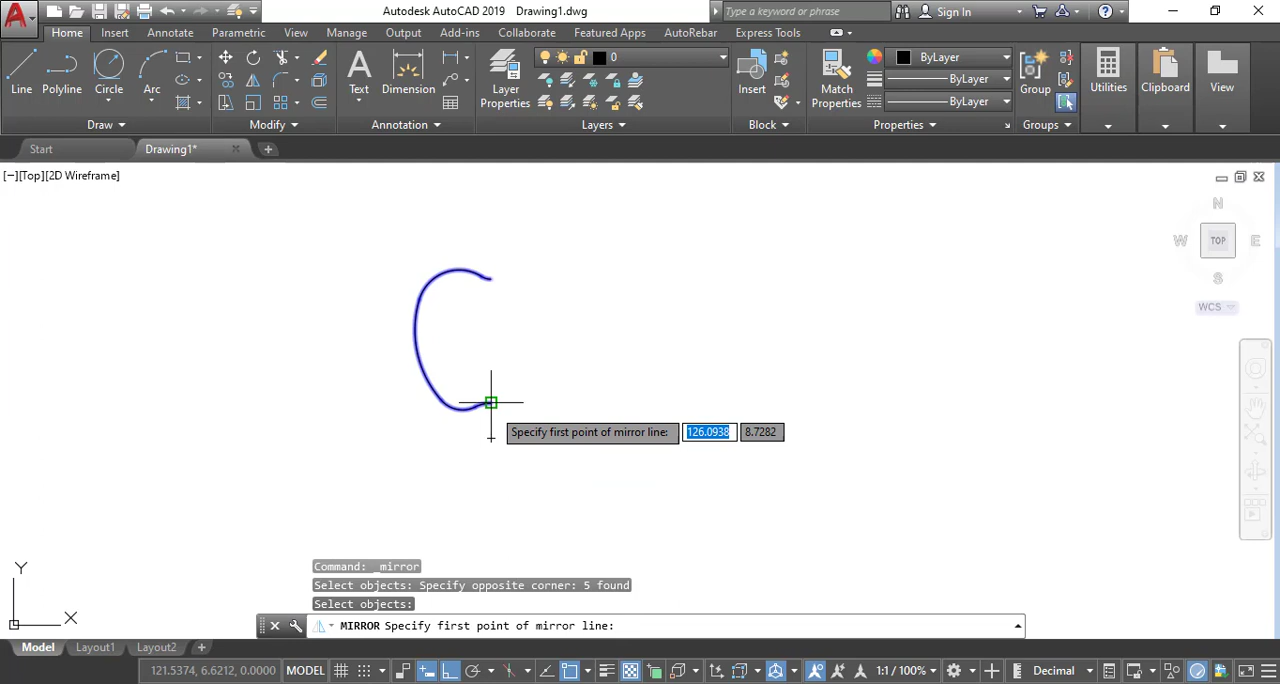 Autodesk AutoCAD 2019 Drawing1.dwg
Type a keyword or phrase
Sign In
Home Insert Annotate Parametric View Manage Output Add-ins Collaborate Featured Apps AutoRebar Express Tools
Line Polyline Circle Arc
Text Dimension
Layer Properties
0
Insert
Match Properties
ByLayer
ByLayer
ByLayer
Group
Utilities
Clipboard
View
Draw Modify Annotation Layers Block Properties Groups
Start Drawing1*
[−][Top][2D Wireframe]
N
W TOP E
S
WCS
Specify first point of mirror line: 126.0938 8.7282
Y
X
Command: _mirror
Select objects: Specify opposite corner: 5 found
Select objects:
MIRROR Specify first point of mirror line:
Model Layout1 Layout2
121.5374, 6.6212, 0.0000 MODEL 1:1 / 100% Decimal